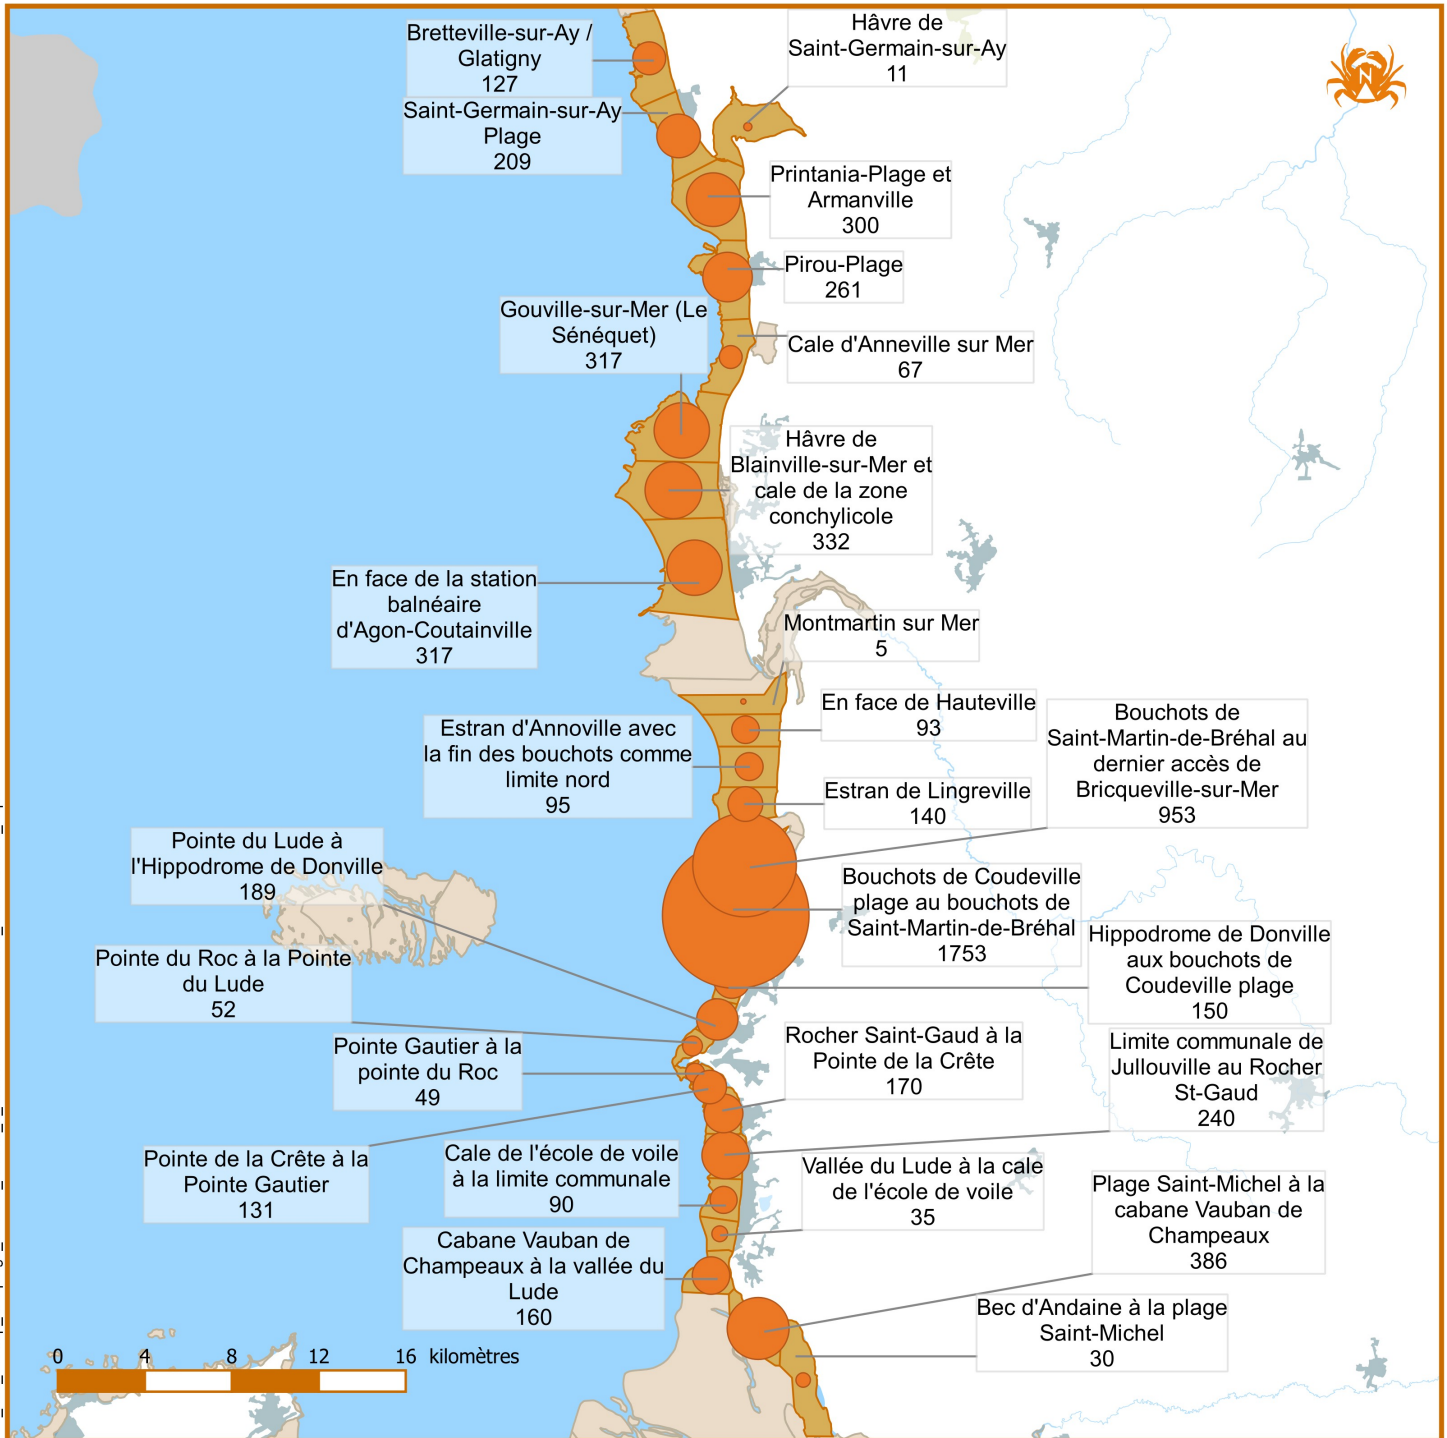 Bretteville-sur-Ay /
Glatigny
127
Hâvre de
Saint-Germain-sur-Ay
11
N
Saint-Germain-sur-Ay
Plage
209
Printania-Plage et
Armanville
300
Pirou-Plage
261
Gouville-sur-Mer (Le
Sénéquet)
317
Cale d'Anneville sur Mer
67
Hâvre de
Blainville-sur-Mer et
cale de la zone
conchylicole
332
En face de la station
balnéaire
d'Agon-Coutainville
317
Montmartin sur Mer
5
En face de Hauteville
93
Bouchots de
Saint-Martin-de-Bréhal au
dernier accès de
Bricqueville-sur-Mer
953
Estran d'Annoville avec
la fin des bouchots comme
limite nord
95
Estran de Lingreville
140
Pointe du Lude à
l'Hippodrome de Donville
189
Bouchots de Coudeville
plage au bouchots de
Saint-Martin-de-Bréhal
1753
Hippodrome de Donville
aux bouchots de
Coudeville plage
150
Pointe du Roc à la Pointe
du Lude
52
Pointe Gautier à la
pointe du Roc
49
Rocher Saint-Gaud à la
Pointe de la Crête
170
Limite communale de
Jullouville au Rocher
St-Gaud
240
Pointe de la Crête à la
Pointe Gautier
131
Cale de l'école de voile
à la limite communale
90
Vallée du Lude à la cale
de l'école de voile
35
Plage Saint-Michel à la
cabane Vauban de
Champeaux
386
Cabane Vauban de
Champeaux à la vallée du
Lude
160
Bec d'Andaine à la plage
Saint-Michel
30
0 4 8 12 16 kilomètres